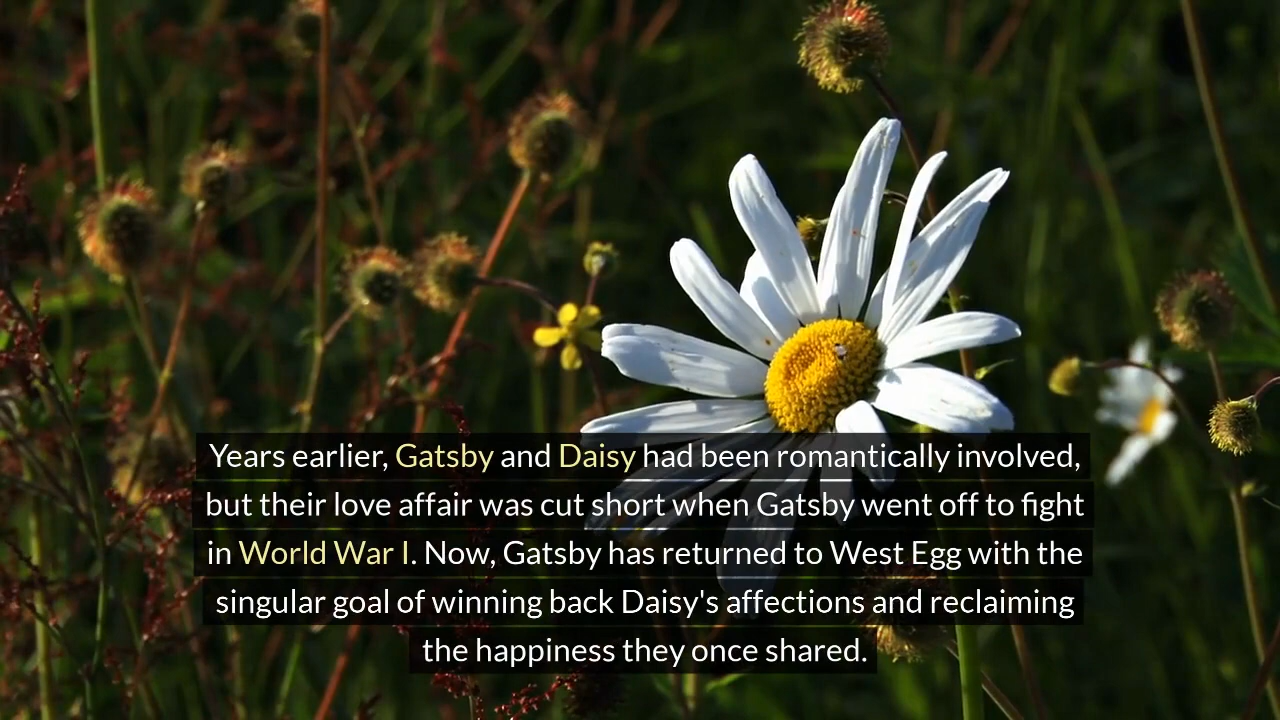 Years earlier, Gatsby and Daisy had been romantically involved,
but their love affair was cut short when Gatsby went off to fight
in World War I. Now, Gatsby has returned to West Egg with the
singular goal of winning back Daisy's affections and reclaiming
the happiness they once shared.